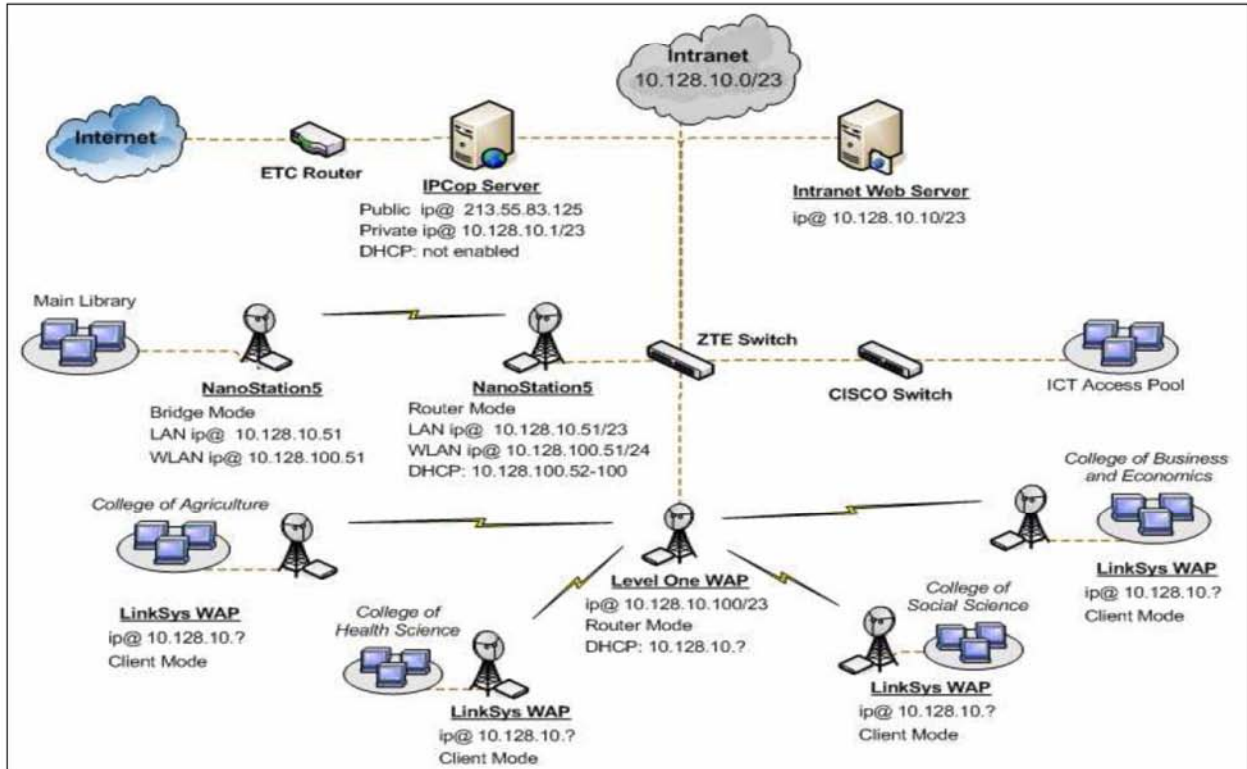 Intranet
10.128.10.0/23
Internet
ETC Router
IPCop Server
Public ip@ 213.55.83.125
Private ip@ 10.128.10.1/23
DHCP: not enabled
Intranet Web Server
ip@ 10.128.10.10/23
Main Library
NanoStation5
Bridge Mode
LAN ip@ 10.128.10.51
WLAN ip@ 10.128.100.51
NanoStation5
Router Mode
LAN ip@ 10.128.10.51/23
WLAN ip@ 10.128.100.51/24
DHCP: 10.128.100.52-100
ZTE Switch
CISCO Switch
ICT Access Pool
College of Agriculture
LinkSys WAP
ip@ 10.128.10.?
Client Mode
College of
Health Science
LinkSys WAP
ip@ 10.128.10.?
Client Mode
Level One WAP
ip@ 10.128.10.100/23
Router Mode
DHCP: 10.128.10.?
College of
Social Science
LinkSys WAP
ip@ 10.128.10.?
Client Mode
College of Business
and Economics
LinkSys WAP
ip@ 10.128.10.?
Client Mode